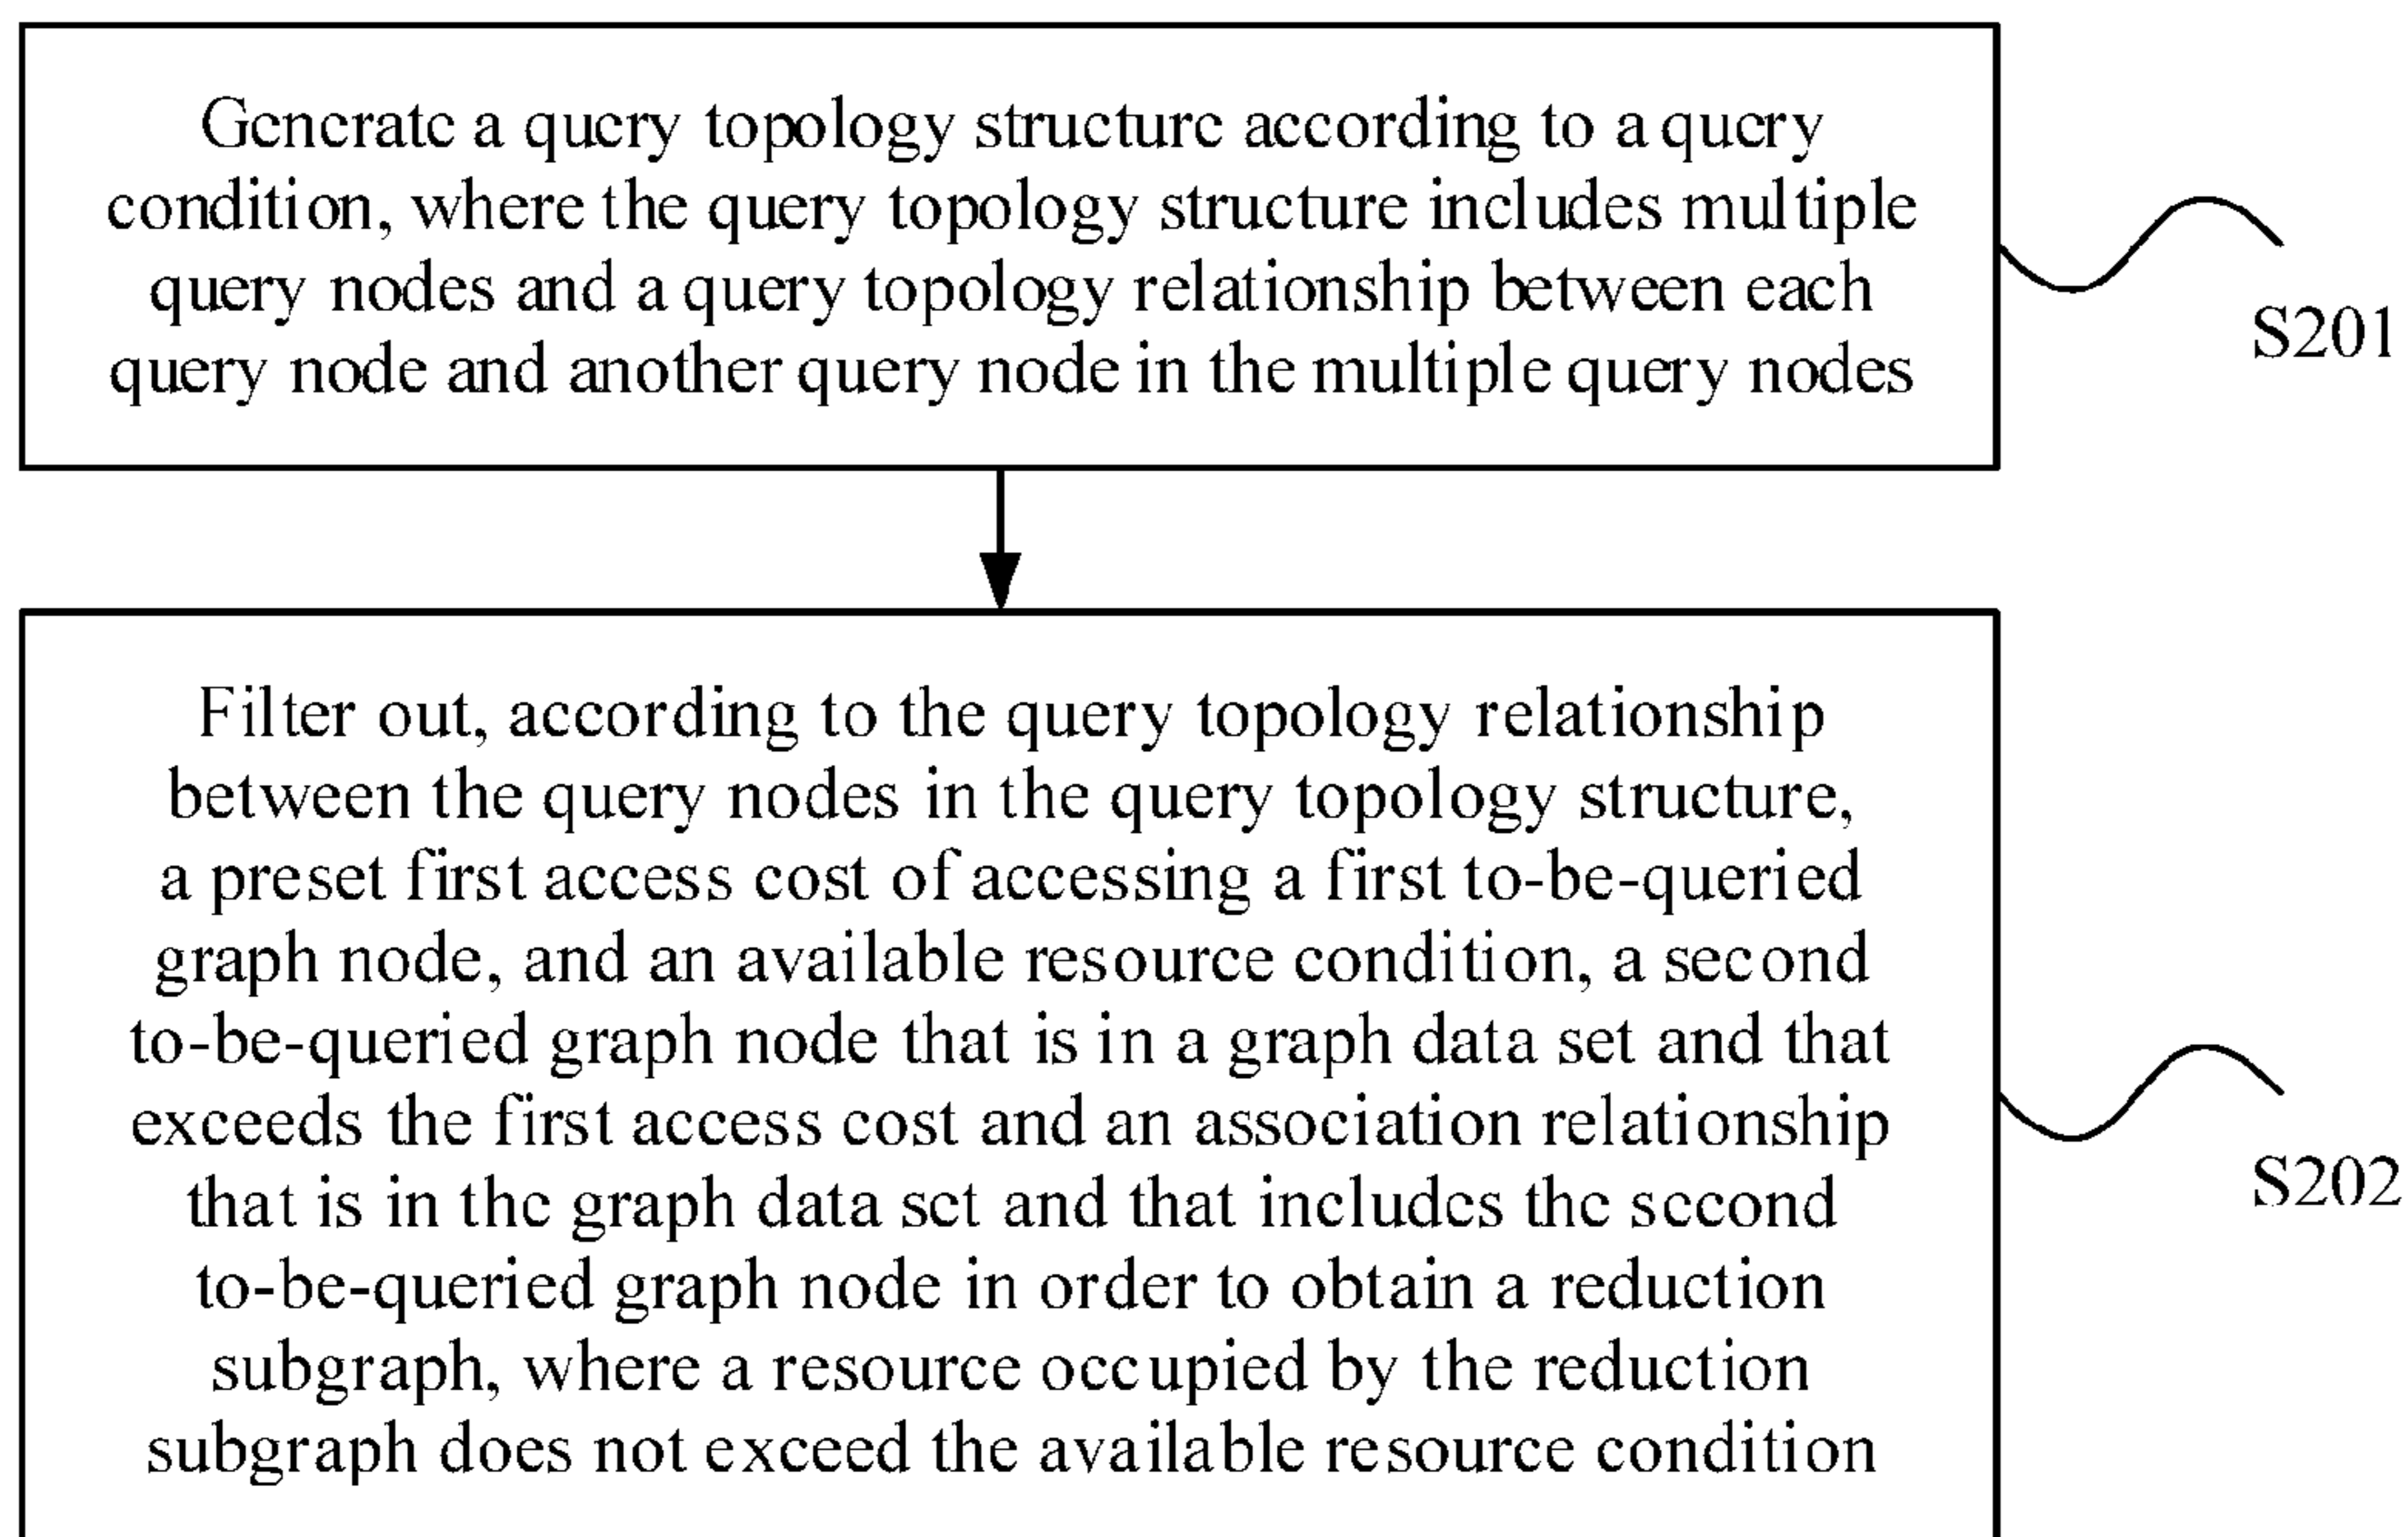 Generate a query topology structure according to a query
condition, where the query topology structure includes multiple
query nodes and a query topology relationship between each
query node and another query node in the multiple query nodes
S201
Filter out, according to the query topology relationship
between the query nodes in the query topology structure,
a preset first access cost of accessing a first to-be-queried
graph node, and an available resource condition, a second
to-be-queried graph node that is in a graph data set and that
exceeds the first access cost and an association relationship
that is in the graph data set and that includes the second
to-be-queried graph node in order to obtain a reduction
subgraph, where a resource occupied by the reduction
subgraph does not exceed the available resource condition
S202